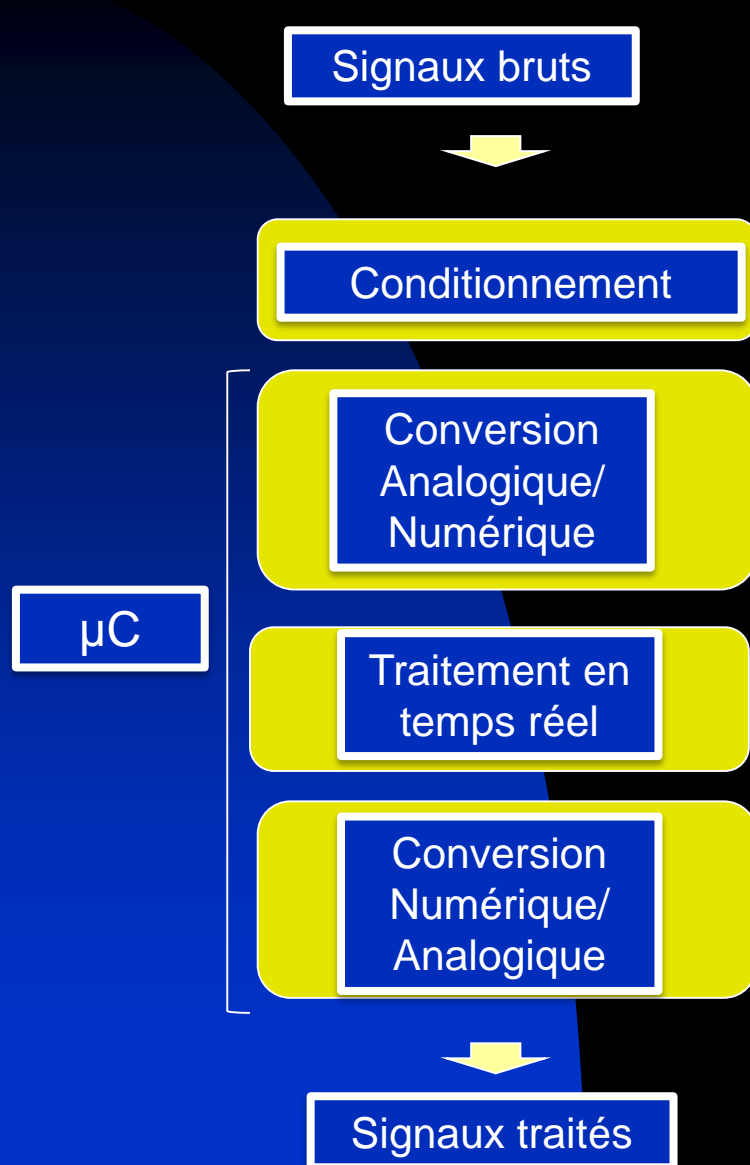 Signaux bruts
Conditionnement
Conversion
Analogique/
Numérique
µC
Traitement en
temps réel
Conversion
Numérique/
Analogique
Signaux traités